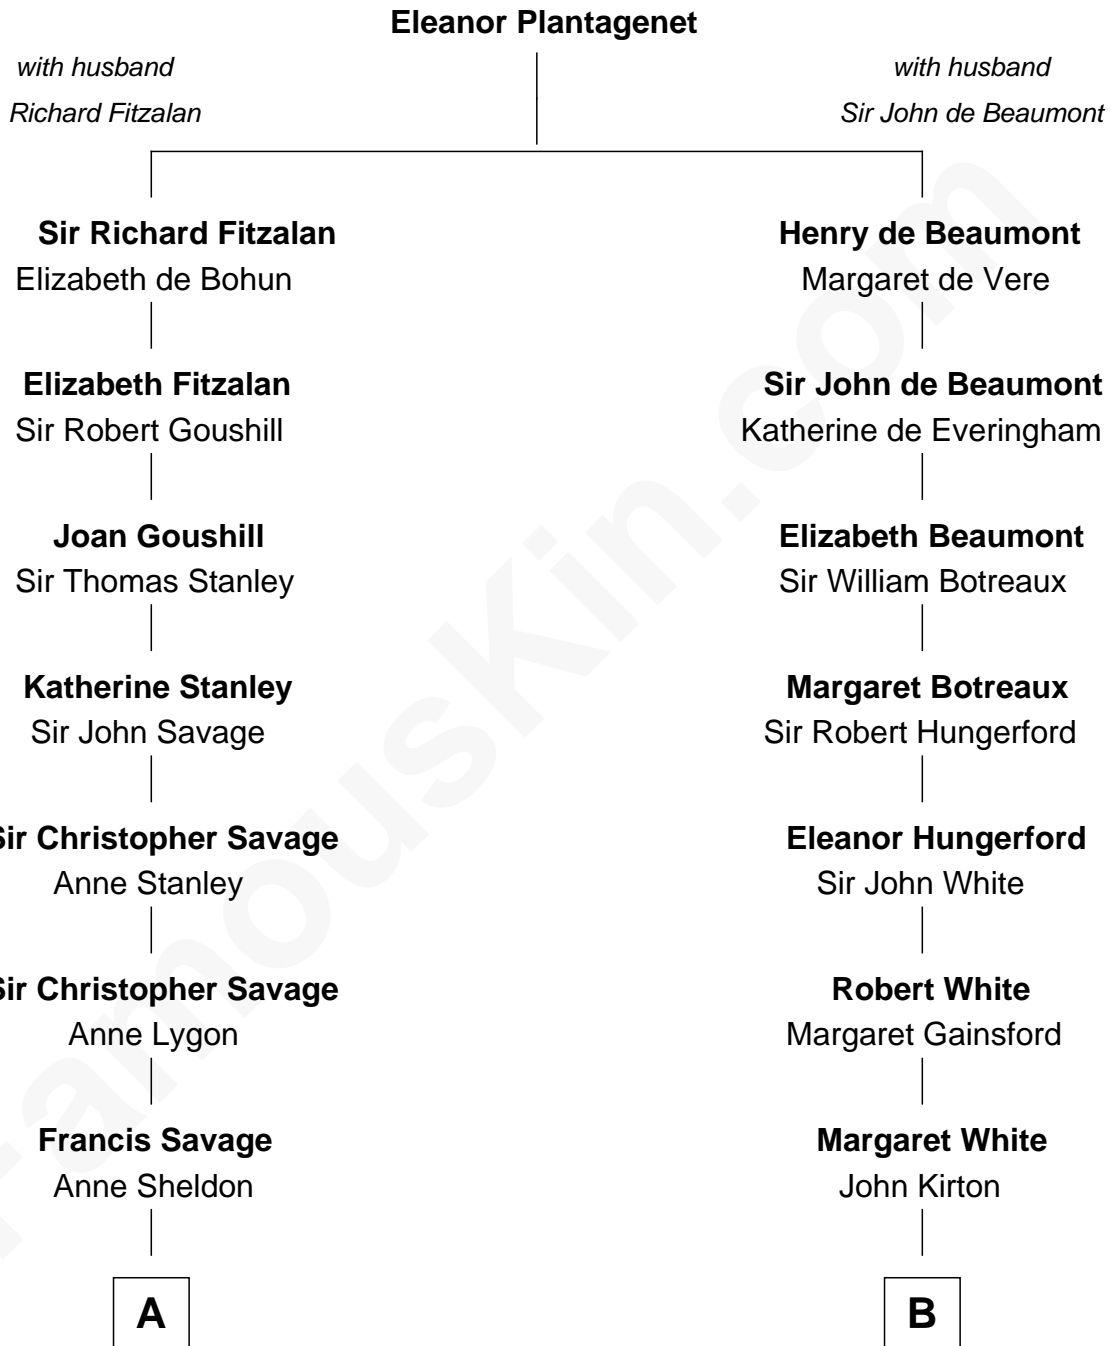 Eleanor Plantagenet
with husband
Richard Fitzalan
with husband
Sir John de Beaumont
Sir Richard Fitzalan
Elizabeth de Bohun
Henry de Beaumont
Margaret de Vere
Elizabeth Fitzalan
Sir Robert Goushill
Sir John de Beaumont
Katherine de Everingham
Joan Goushill
Sir Thomas Stanley
Elizabeth Beaumont
Sir William Botreaux
Katherine Stanley
Sir John Savage
Margaret Botreaux
Sir Robert Hungerford
Sir Christopher Savage
Anne Stanley
Eleanor Hungerford
Sir John White
Sir Christopher Savage
Anne Lygon
Robert White
Margaret Gainsford
Francis Savage
Anne Sheldon
Margaret White
John Kirton
A
B
FamousKin.com